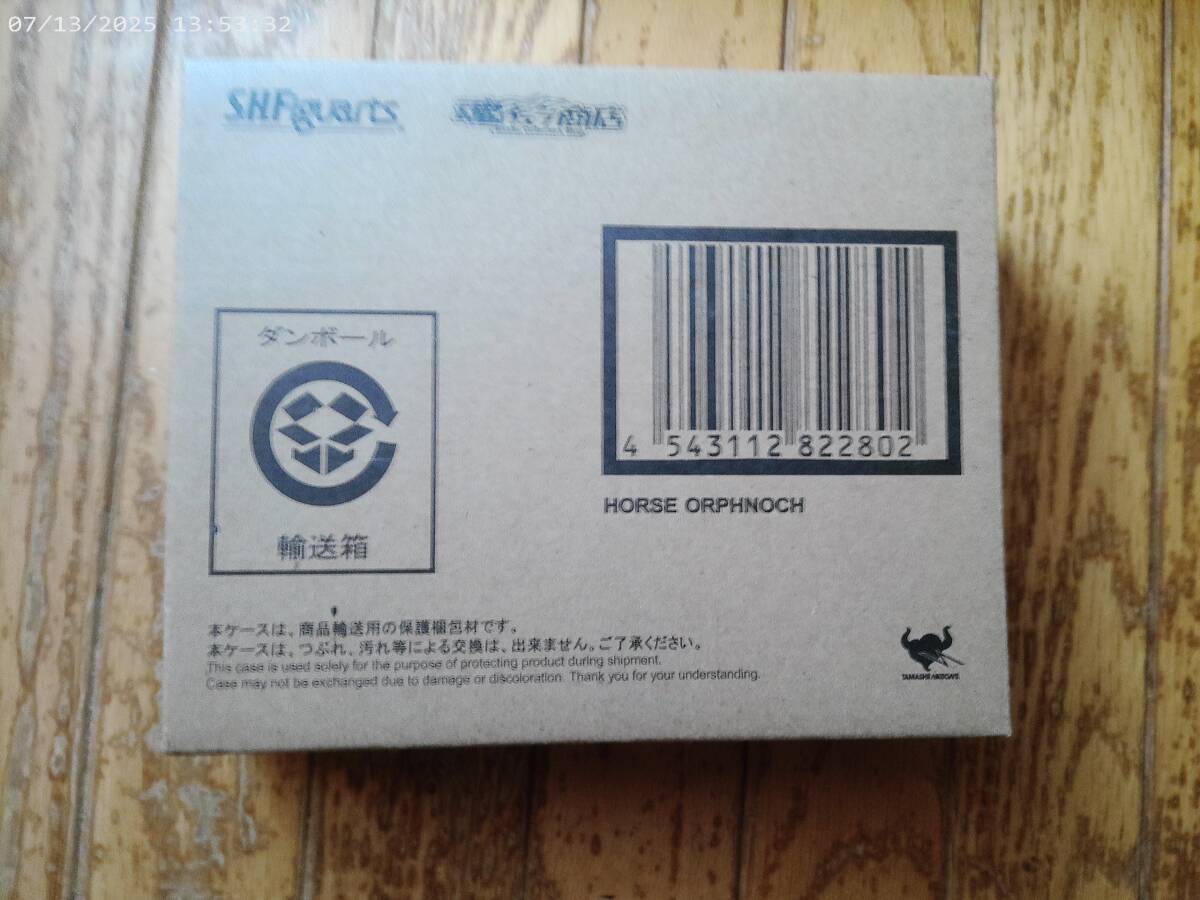 07/13/2025 13:53:32
S.H.Figuarts
魂ウェブ商店
4 543112 822802
HORSE ORPHNOCH
ダンボール
輸送箱
本ケースは、商品輸送用の保護梱包材です。
本ケースは、つぶれ、汚れ等による交換は、出来ません。ご了承ください。
This case is used solely for the purpose of protecting product during shipment.
Case may not be exchanged due to damage or discoloration. Thank you for your understanding.
TAMASHII NATIONS